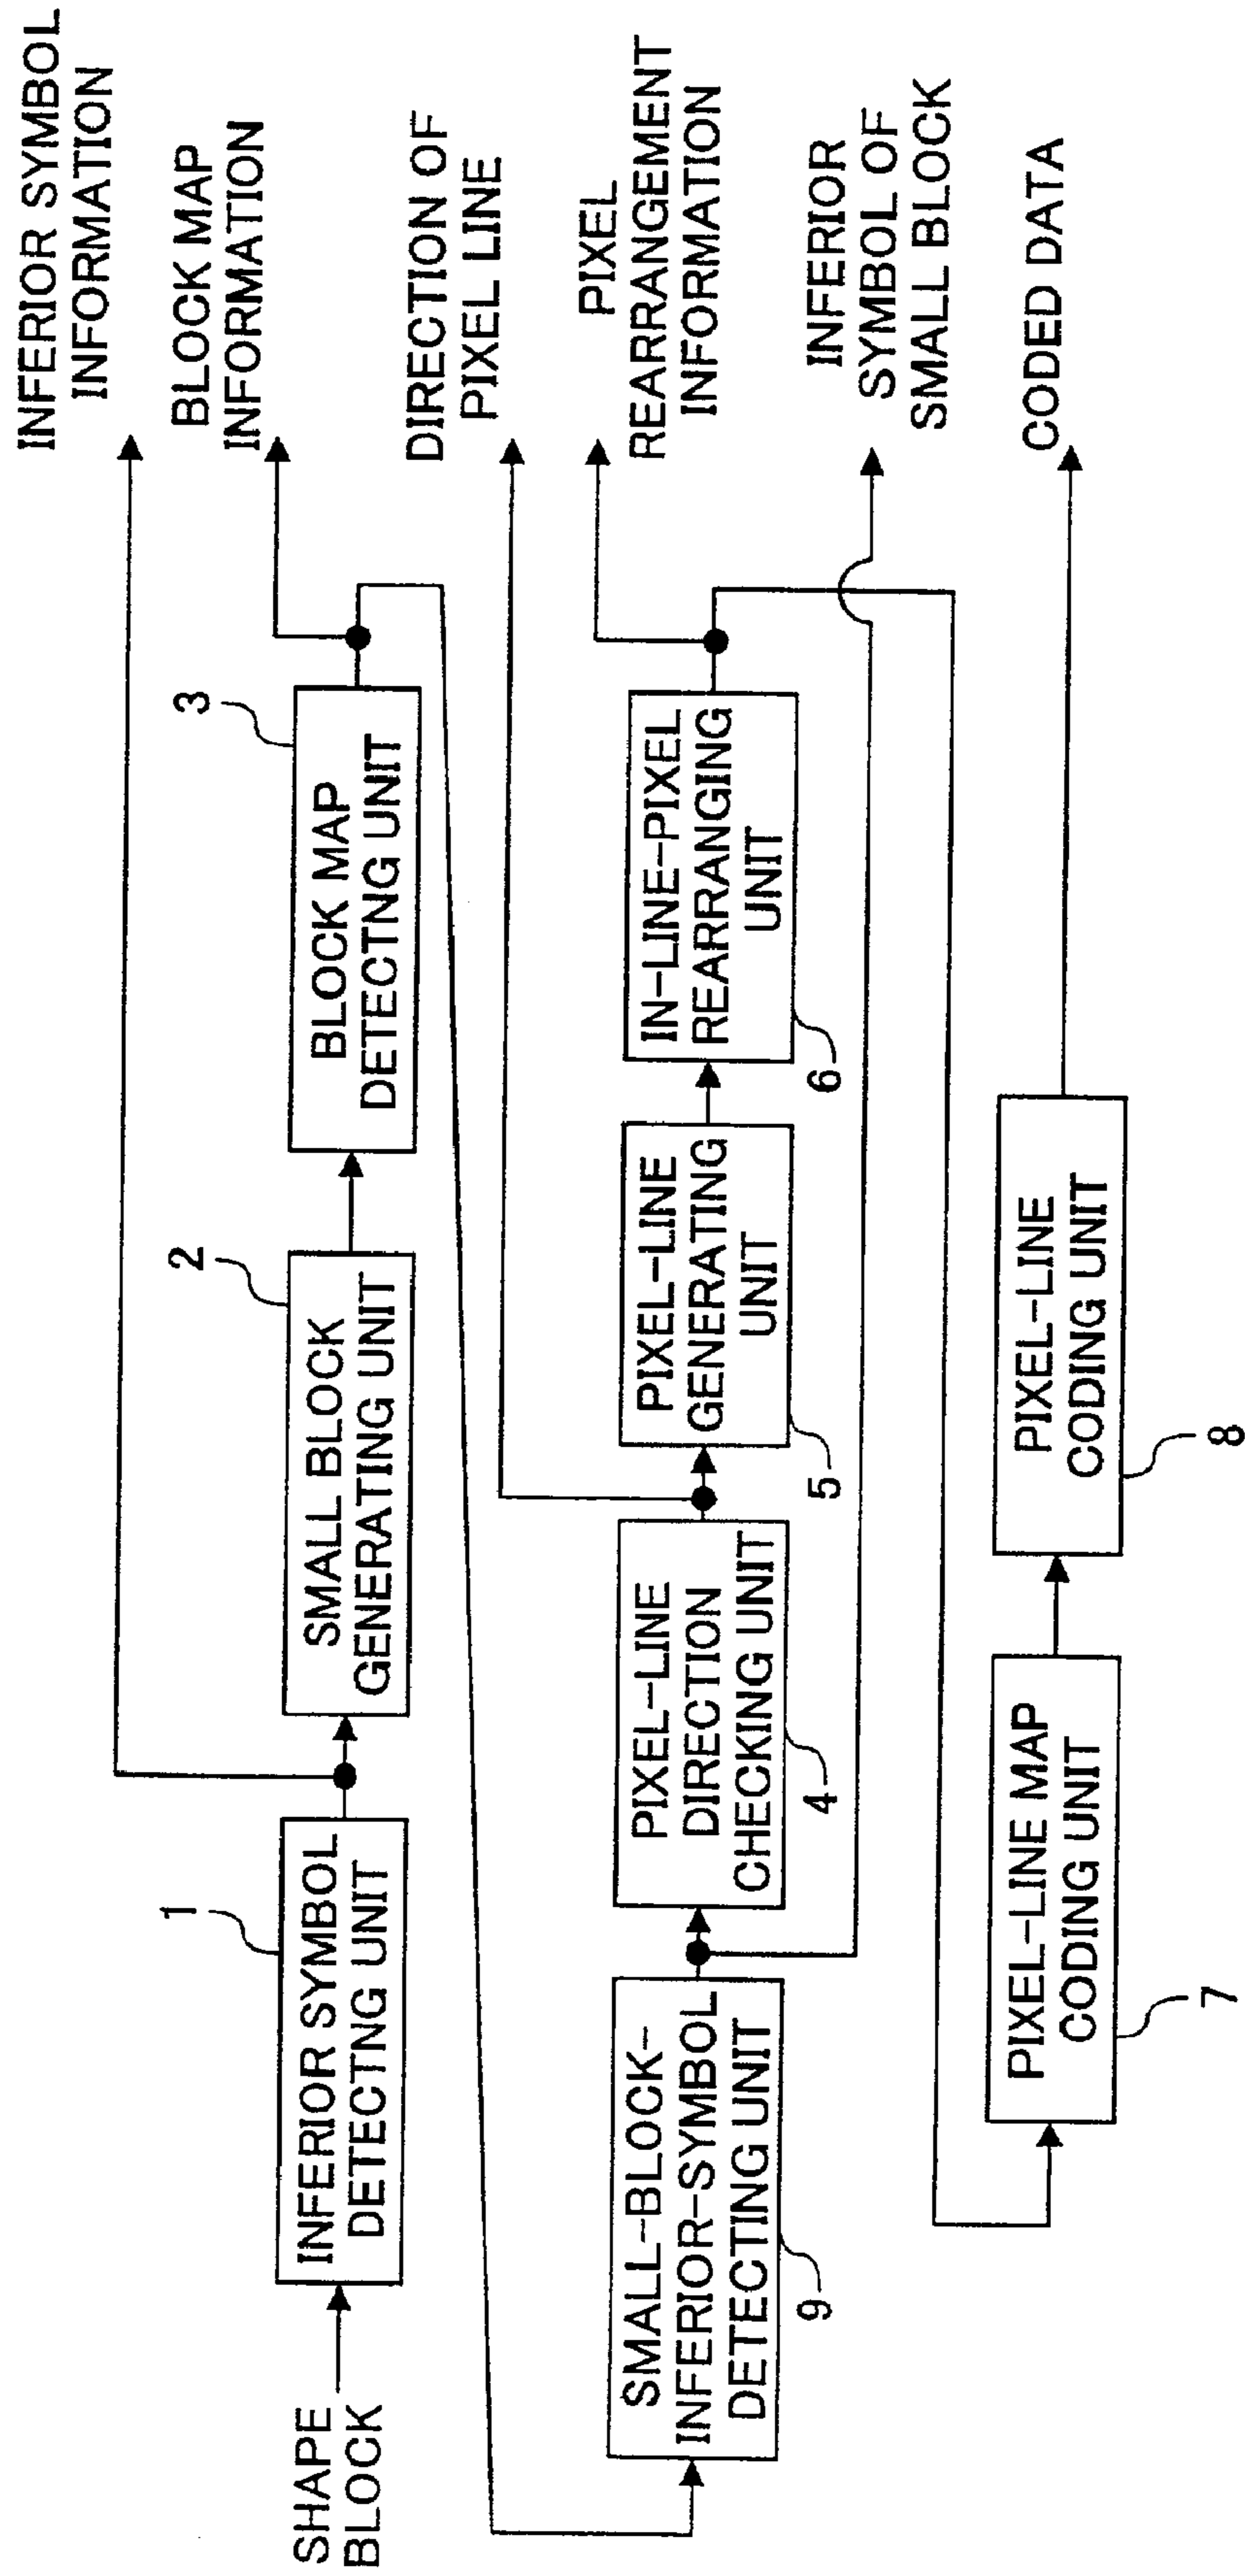 INFERIOR SYMBOL
INFORMATION
BLOCK MAP
INFORMATION
DIRECTION OF
PIXEL LINE
PIXEL
REARRANGEMENT
INFORMATION
INFERIOR
SYMBOL OF
SMALL BLOCK
CODED DATA
SHAPE
BLOCK
1
INFERIOR SYMBOL
DETECTNG UNIT
2
SMALL BLOCK
GENERATING UNIT
3
BLOCK MAP
DETECTNG UNIT
SMALL-BLOCK-
INFERIOR-SYMBOL
DETECTING UNIT
9
PIXEL-LINE
DIRECTION
CHECKING UNIT
4
PIXEL-LINE
GENERATING
UNIT
5
IN-LINE-PIXEL
REARRANGING
UNIT
6
PIXEL-LINE MAP
CODING UNIT
7
PIXEL-LINE
CODING UNIT
8